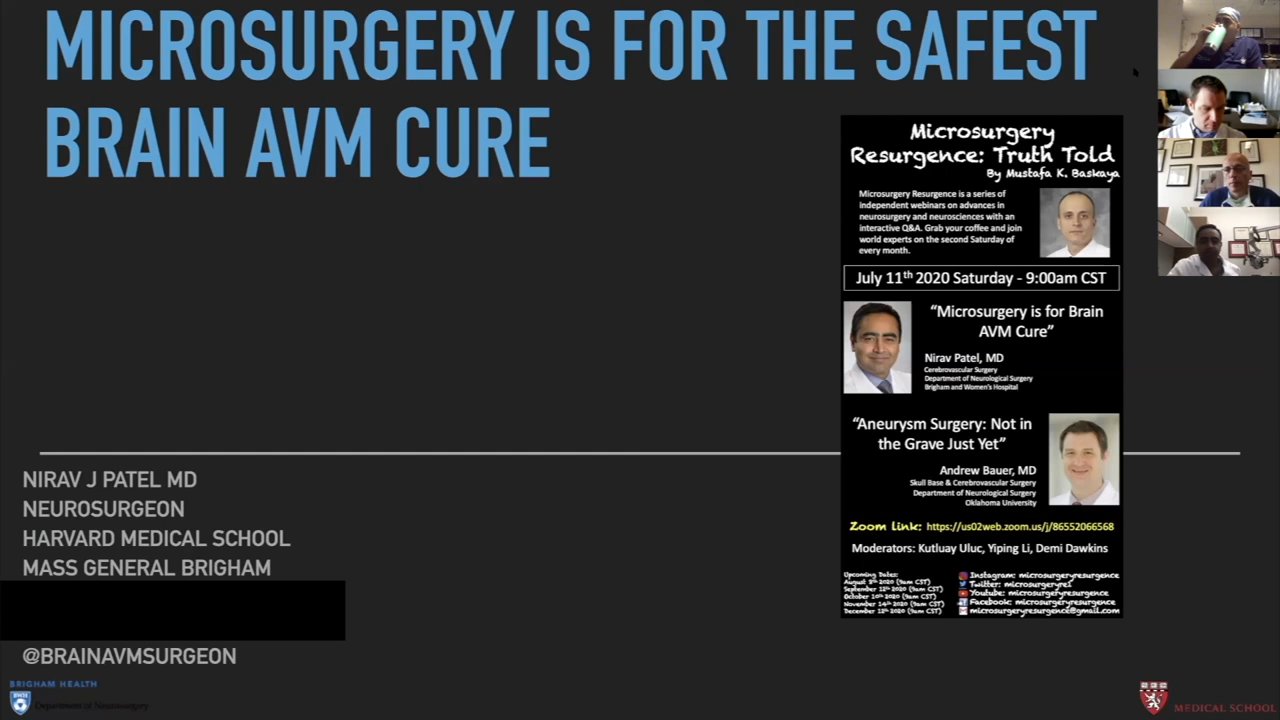 MICROSURGERY IS FOR THE SAFEST
BRAIN AVM CURE
Microsurgery
Resurgence: Truth Told
By Mustafa K. Baskaya
Microsurgery Resurgence is a series of
independent webinars on advances in
neurosurgery and neurosciences with an
interactive Q&A. Grab your coffee and join
world experts on the second Saturday of
every month.
July 11th 2020 Saturday - 9:00am CST
"Microsurgery is for Brain
AVM Cure"
Nirav Patel, MD
Cerebrovascular Surgery
Department of Neurological Surgery
Brigham and Women's Hospital
"Aneurysm Surgery: Not in
the Grave Just Yet"
Andrew Bauer, MD
Skull Base & Cerebrovascular Surgery
Department of Neurological Surgery
Oklahoma University
Zoom link: https://us02web.zoom.us/j/86552066568
Moderators: Kutluay Uluc, Yiping Li, Demi Dawkins
Upcoming Dates:
August 8th 2020 (9am CST)
September 12th 2020 (9am CST)
October 10th 2020 (9am CST)
November 14th 2020 (9am CST)
December 12th 2020 (9am CST)
Instagram: microsurgeryresurgence
Twitter: microsurgeryre1
Youtube: microsurgeryresurgence
Facebook: microsurgeryresurgence
microsurgeryresurgence@gmail.com
NIRAV J PATEL MD
NEUROSURGEON
HARVARD MEDICAL SCHOOL
MASS GENERAL BRIGHAM
@BRAINAVMSURGEON
BRIGHAM HEALTH
BWH
Department of Neurosurgery
MEDICAL SCHOOL